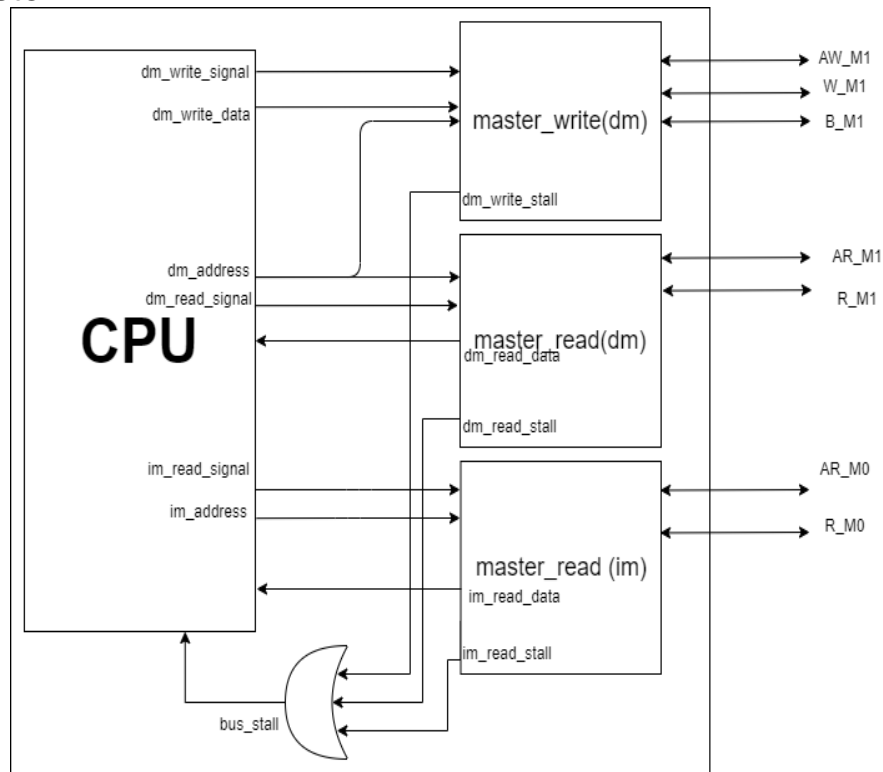 dm_write_signal
dm_write_data
master_write(dm)
dm_write_stall
AW_M1
W_M1
B_M1
dm_address
dm_read_signal
CPU
master_read(dm)
dm_read_data
dm_read_stall
AR_M1
R_M1
im_read_signal
im_address
master_read (im)
im_read_data
im_read_stall
AR_M0
R_M0
bus_stall